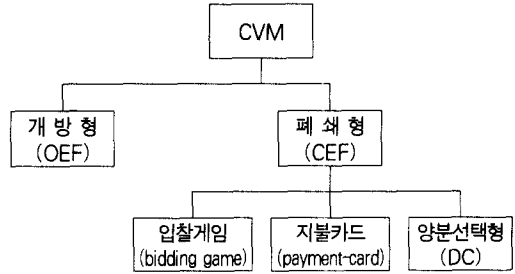 CVM
개 방 형
(OEF)
폐 쇄 형
(CEF)
입찰게임
(bidding game)
지불카드
(payment-card)
양분선택형
(DC)